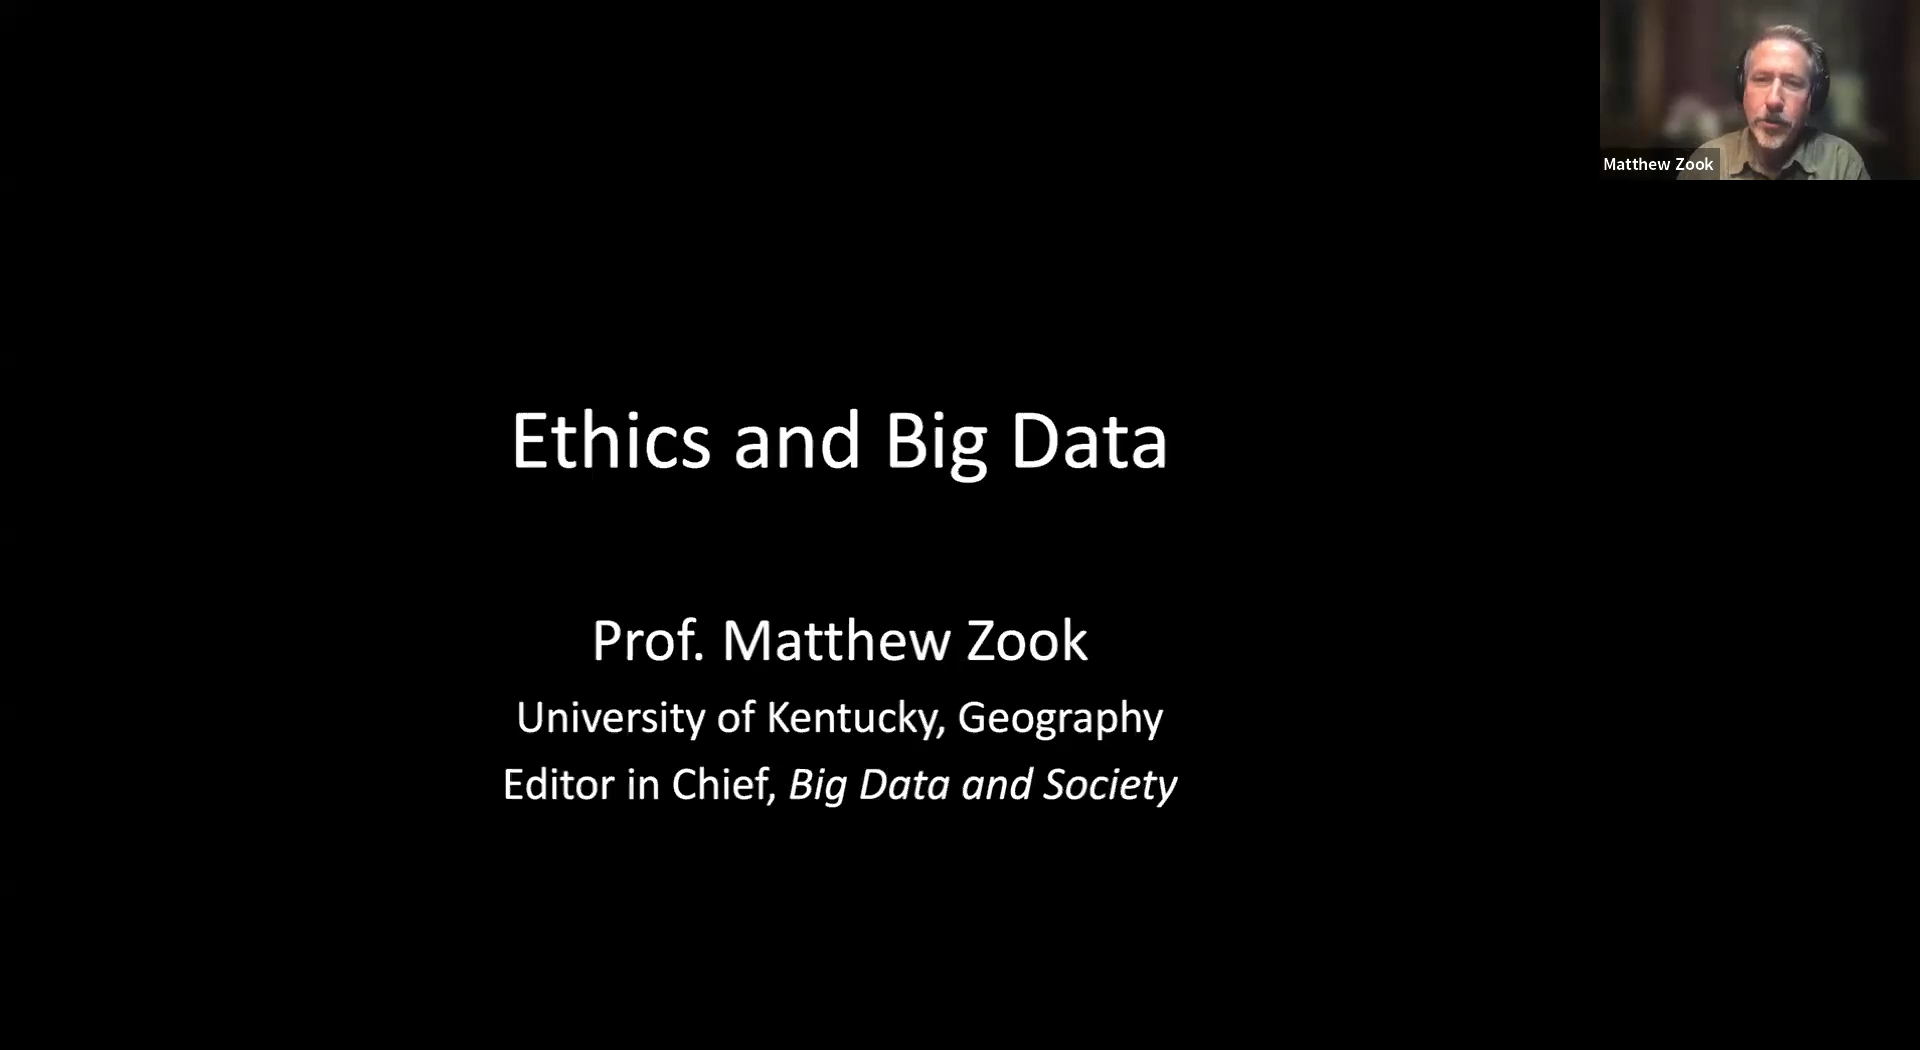 Matthew Zook
Ethics and Big Data
Prof. Matthew Zook
University of Kentucky, Geography
Editor in Chief, Big Data and Society